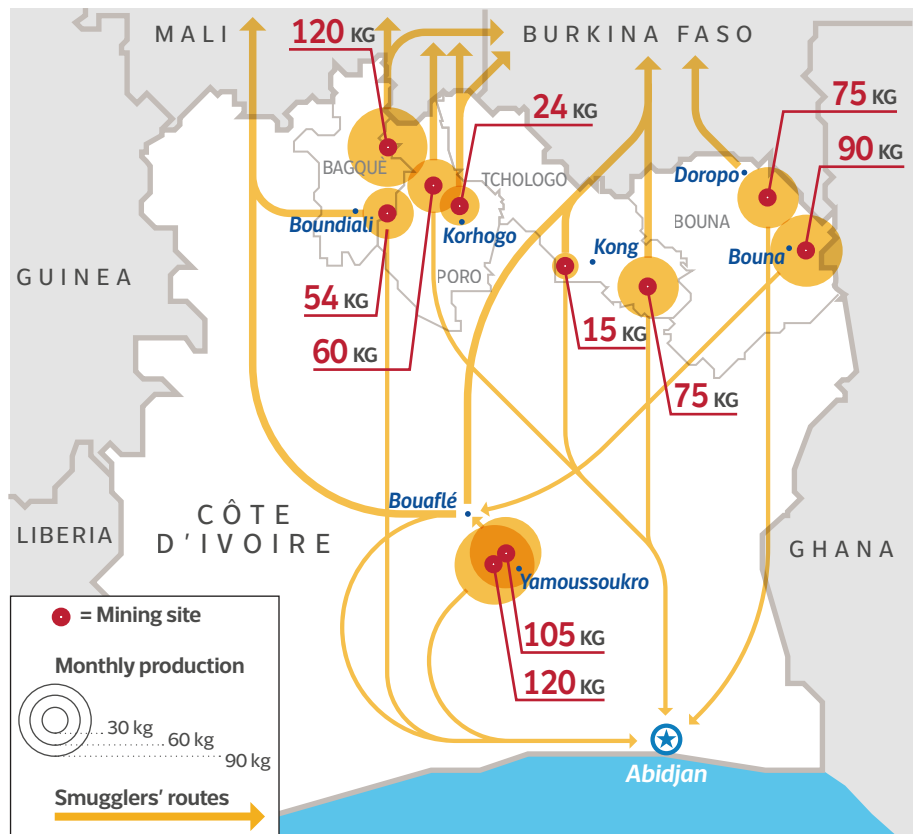 MALI
120 KG
BURKINA FASO
24 KG
75 KG
90 KG
BAGQUÈ
TCHOLOGO
Doropo
BOUNA
Boundiali
Korhogo
Kong
Bouna
GUINEA
PORO
54 KG
60 KG
15 KG
75 KG
Bouaflé
CÔTE
D'IVOIRE
LIBERIA
GHANA
Yamoussoukro
105 KG
120 KG
= Mining site
Monthly production
30 kg
60 kg
90 kg
Smugglers' routes
Abidjan